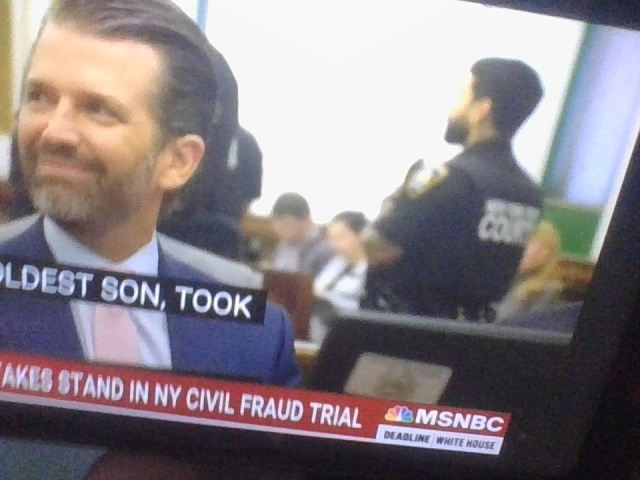 COURT
OLDEST SON, TOOK
TAKES STAND IN NY CIVIL FRAUD TRIAL
MSNBC
DEADLINE WHITE HOUSE